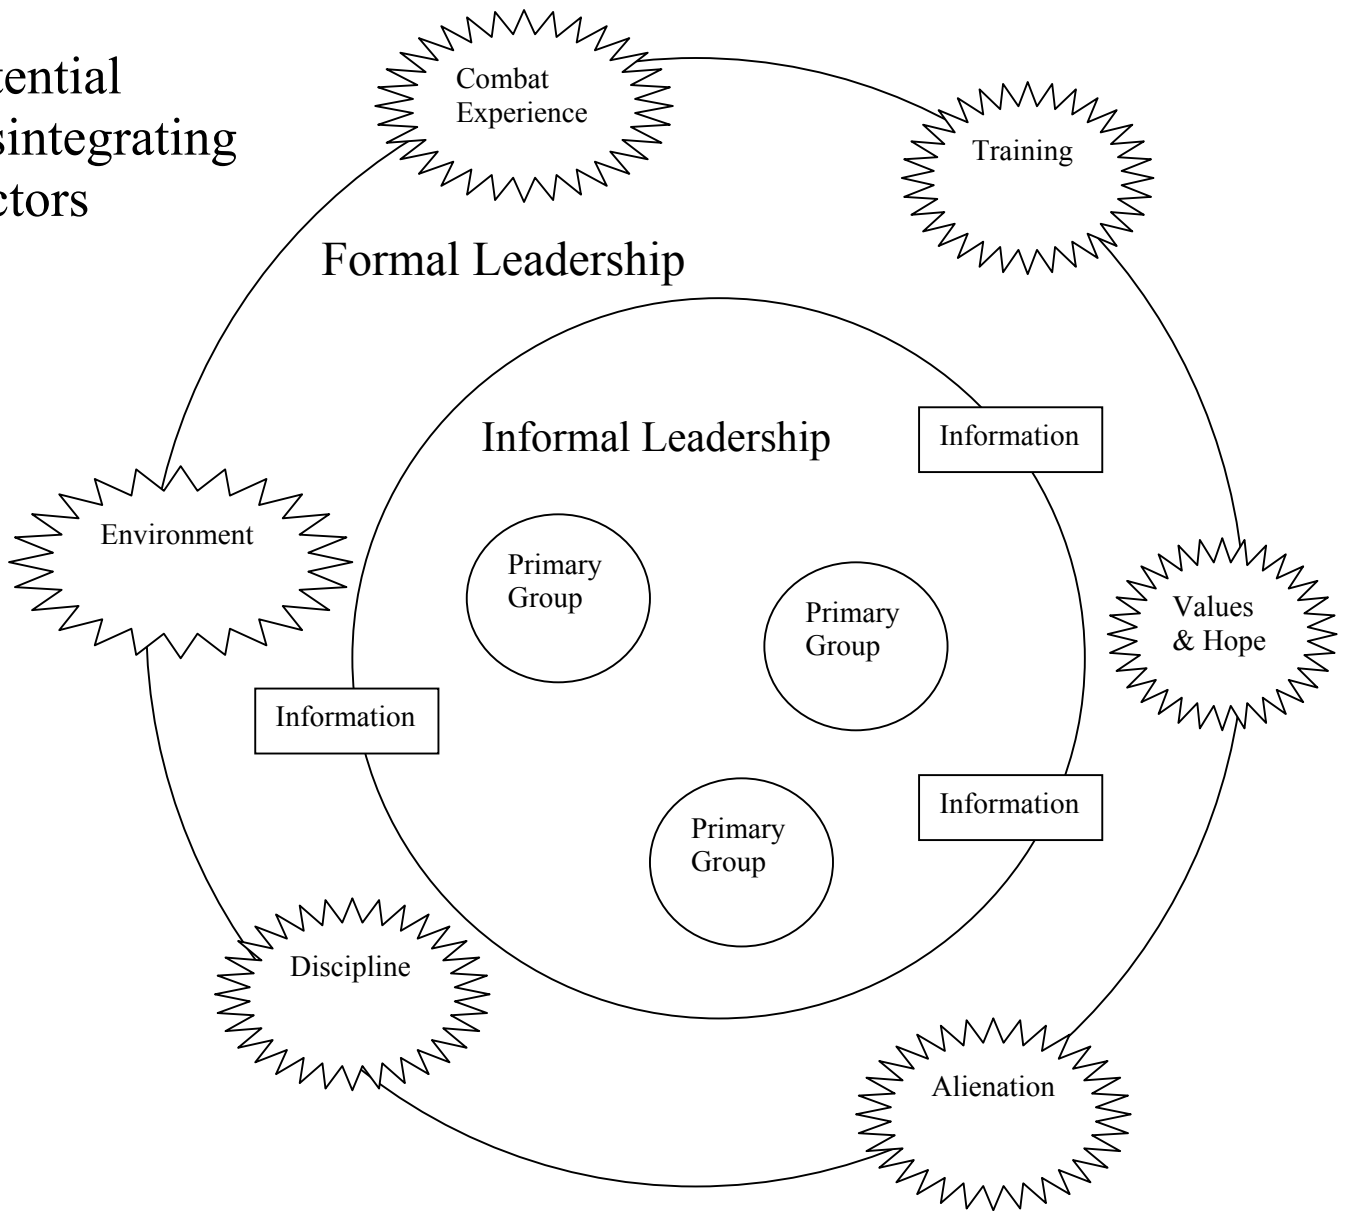 tential
sintegrating
ctors
Combat
Experience
Training
Formal Leadership
Informal Leadership
Information
Environment
Primary
Group
Primary
Group
Values
& Hope
Information
Information
Primary
Group
Discipline
Alienation